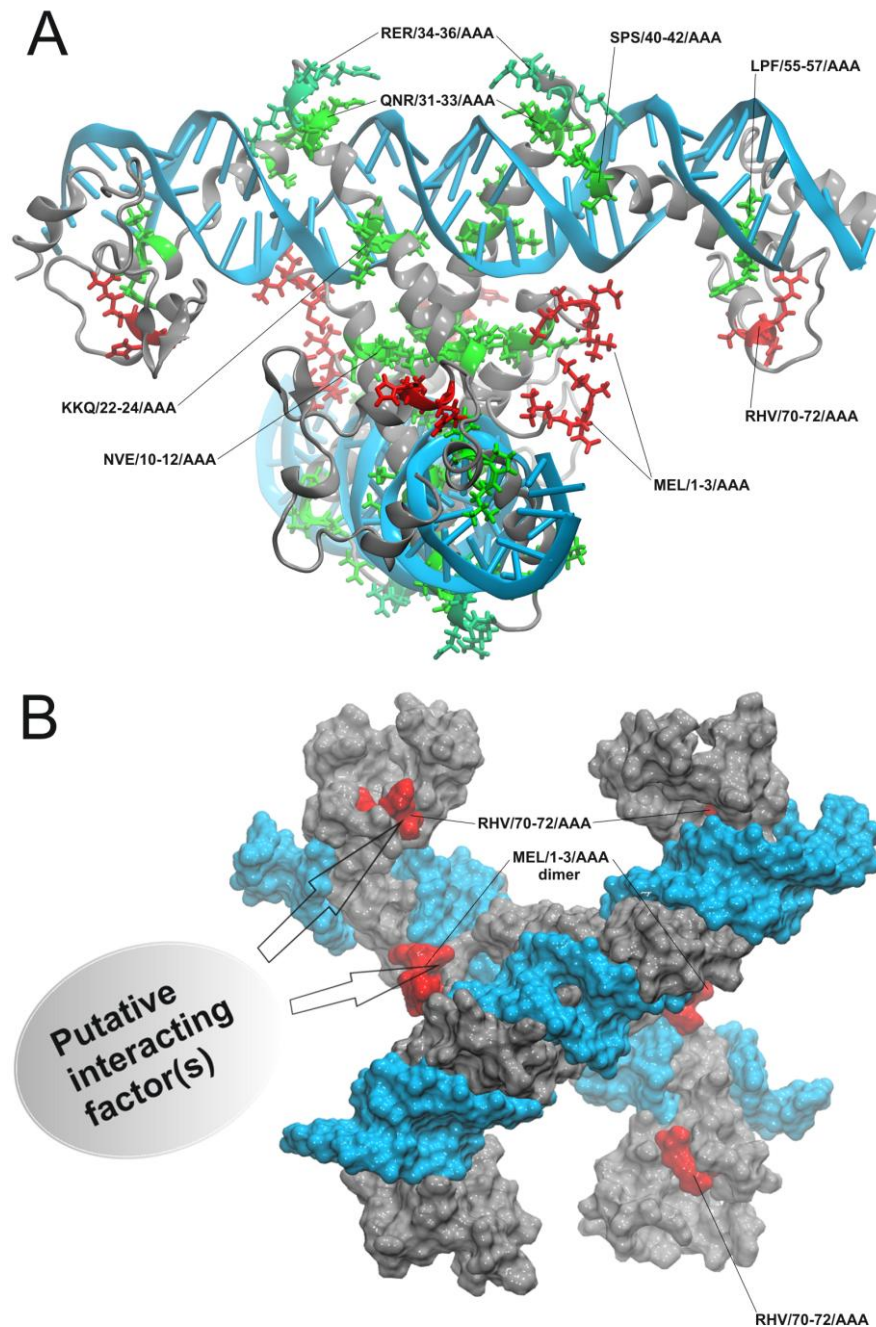 A
RER/34-36/AAA
SPS/40-42/AAA
LPF/55-57/AAA
QNR/31-33/AAA
KKQ/22-24/AAA
RHV/70-72/AAA
NVE/10-12/AAA
MEL/1-3/AAA
B
RHV/70-72/AAA
MEL/1-3/AAA
dimer
Putative
interacting
factor(s)
RHV/70-72/AAA